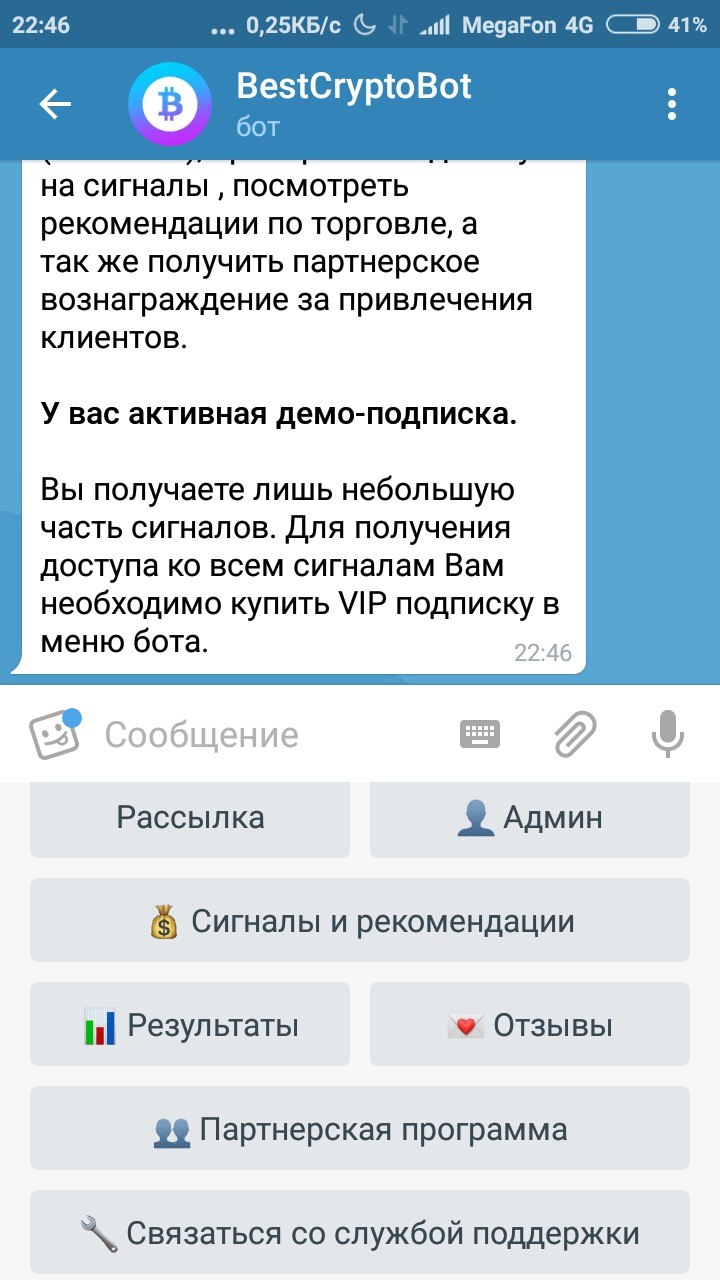 22:46 ... 0,25КБ/с MegaFon 4G 41%
BestCryptoBot
бот
на сигналы , посмотреть
рекомендации по торговле, а
так же получить партнерское
вознаграждение за привлечения
клиентов.
У вас активная демо-подписка.
Вы получаете лишь небольшую
часть сигналов. Для получения
доступа ко всем сигналам Вам
необходимо купить VIP подписку в
меню бота.
22:46
Сообщение
Рассылка
Админ
Сигналы и рекомендации
Результаты
Отзывы
Партнерская программа
Связаться со службой поддержки